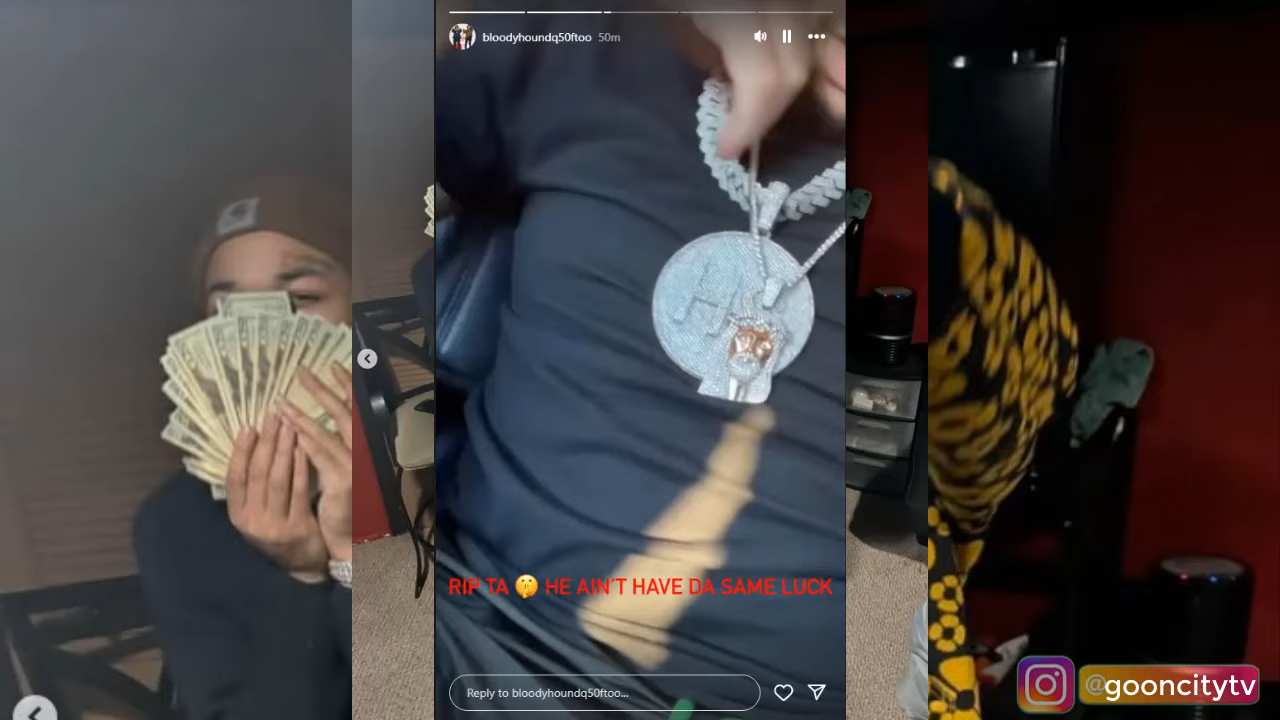 bloodyhoundq50ftoo 50m
RIP TA 🤫 HE AIN'T HAVE DA SAME LUCK
Reply to bloodyhoundq50ftoo...
@gooncitytv